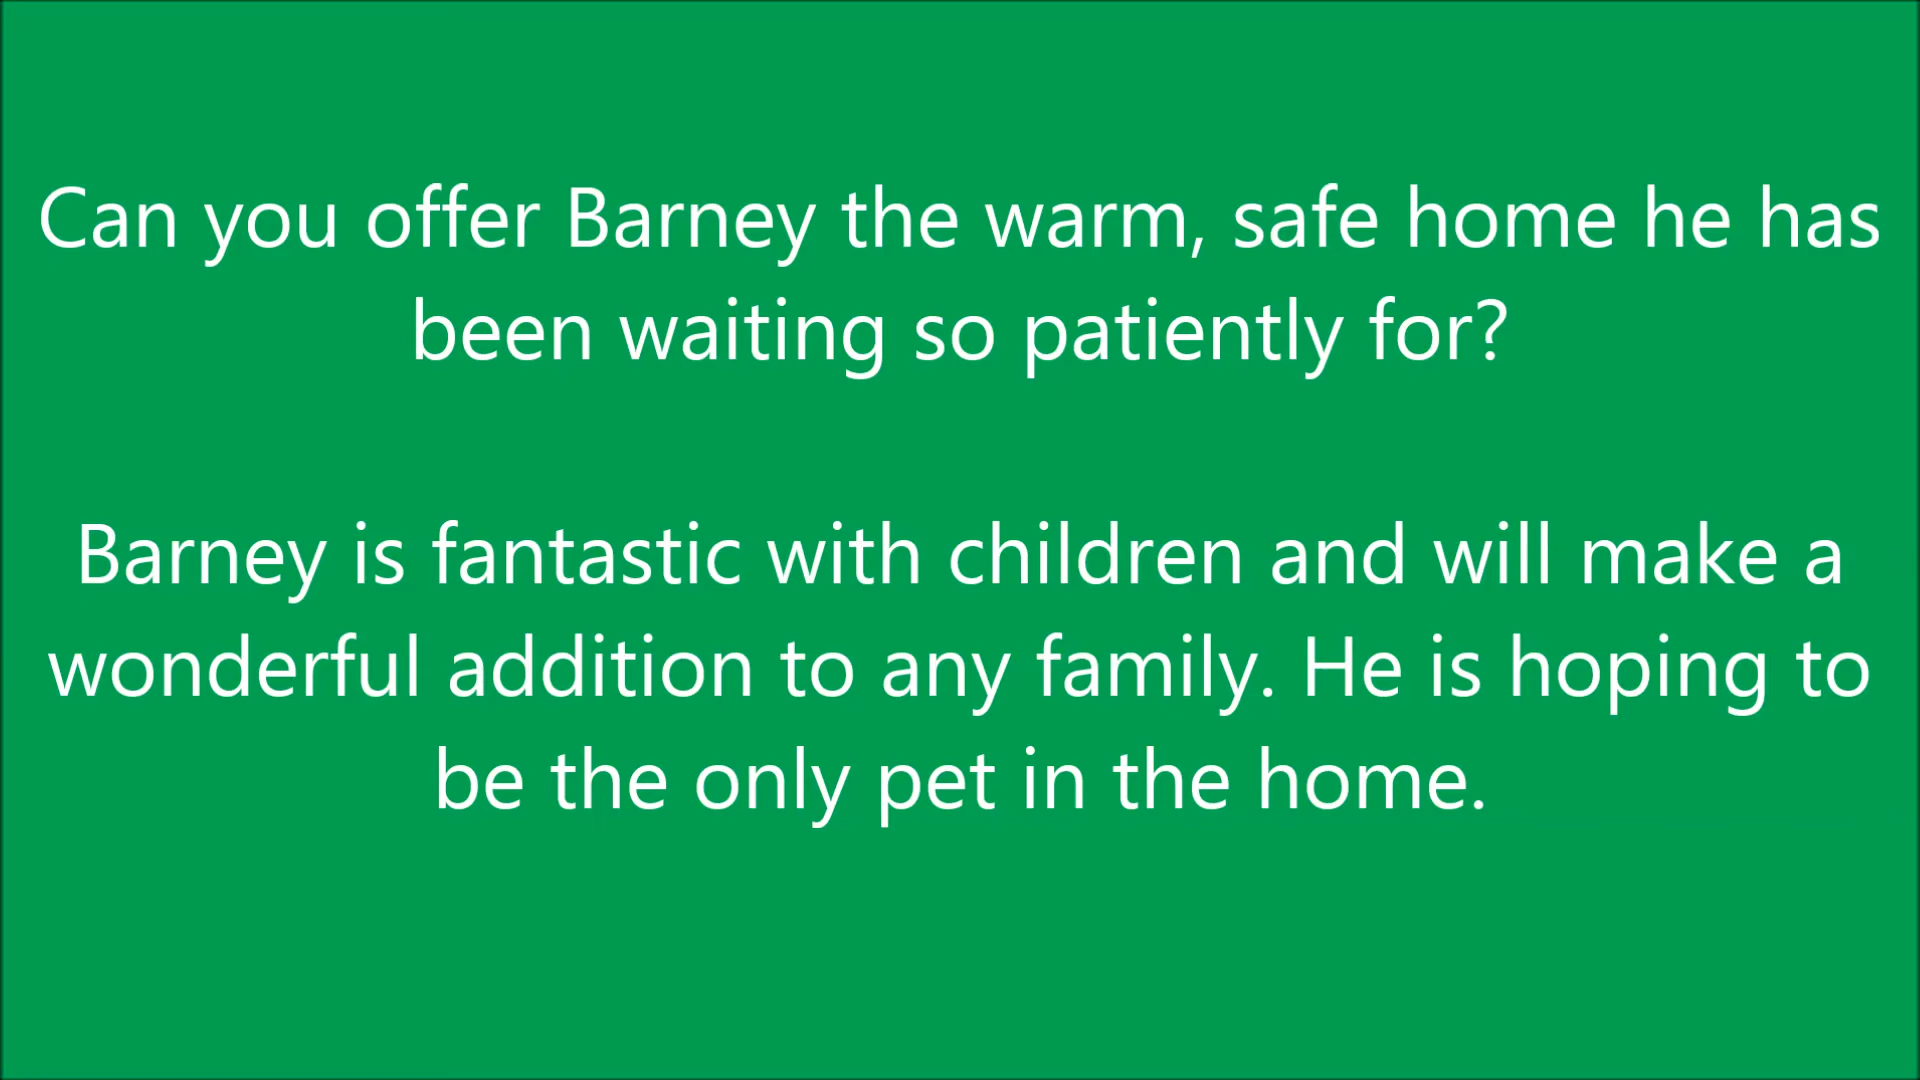 Can you offer Barney the warm, safe home he has
been waiting so patiently for?
Barney is fantastic with children and will make a
wonderful addition to any family. He is hoping to
be the only pet in the home.